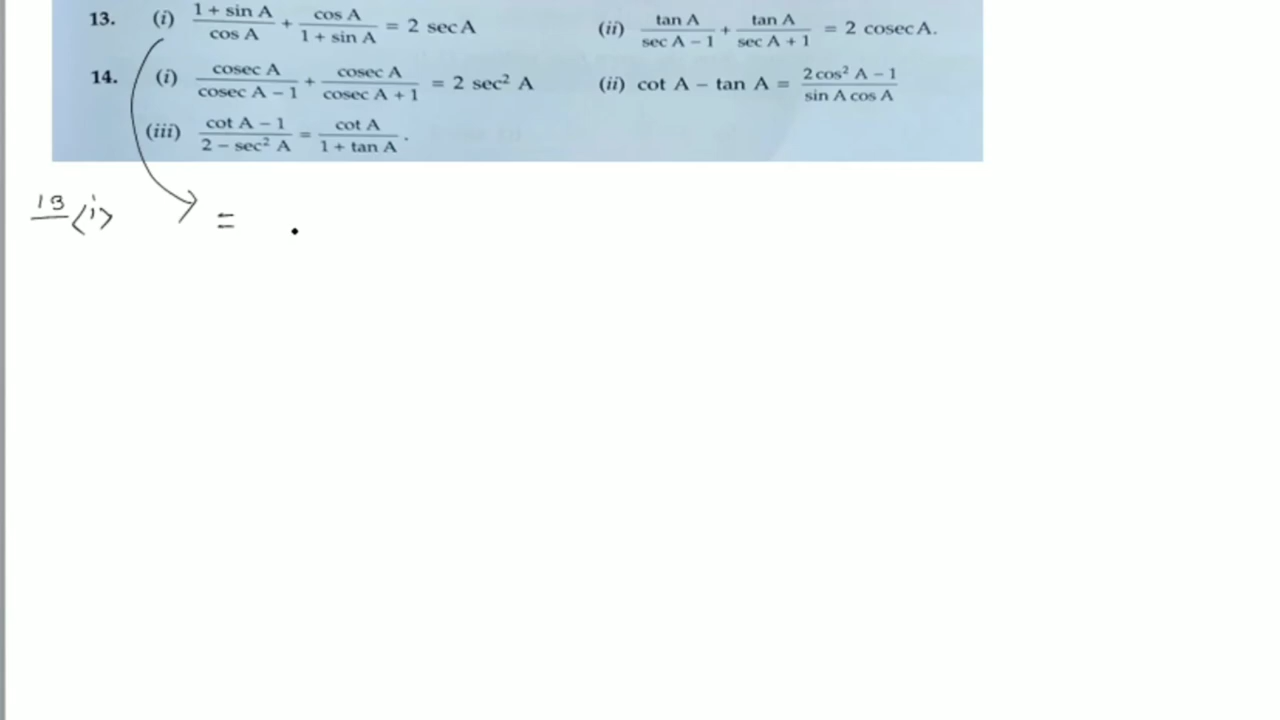 13. (i) (1 + sin A)/(cos A) + (cos A)/(1 + sin A) = 2 sec A (ii) (tan A)/(sec A − 1) + (tan A)/(sec A + 1) = 2 cosec A.
14. (i) (cosec A)/(cosec A − 1) + (cosec A)/(cosec A + 1) = 2 sec² A (ii) cot A − tan A = (2 cos² A − 1)/(sin A cos A)
(iii) (cot A − 1)/(2 − sec² A) = (cot A)/(1 + tan A).
13 (i) =